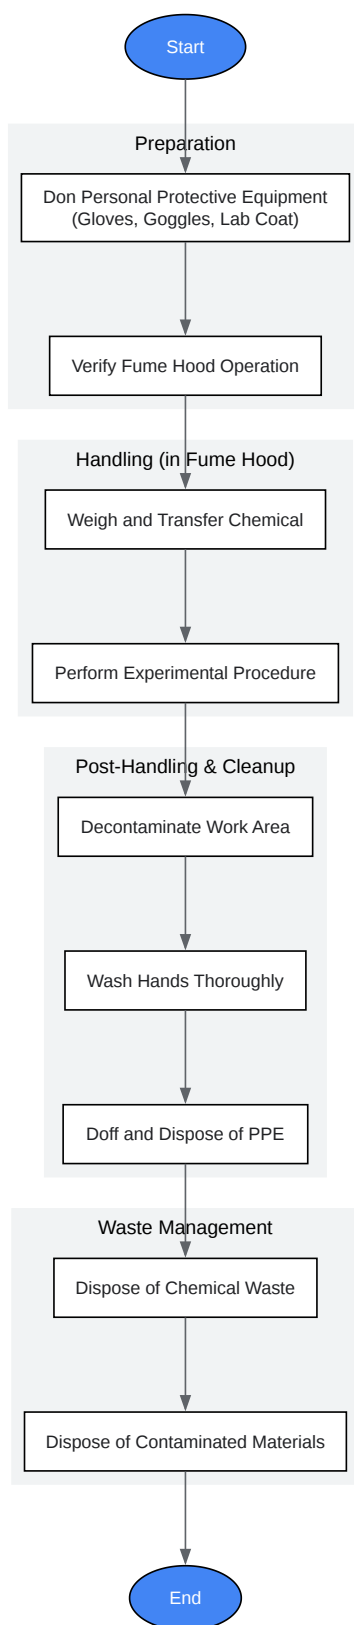 Start
Preparation
Don Personal Protective Equipment
(Gloves, Goggles, Lab Coat)
Verify Fume Hood Operation
Handling (in Fume Hood)
Weigh and Transfer Chemical
Perform Experimental Procedure
Post-Handling & Cleanup
Decontaminate Work Area
Wash Hands Thoroughly
Doff and Dispose of PPE
Waste Management
Dispose of Chemical Waste
Dispose of Contaminated Materials
End